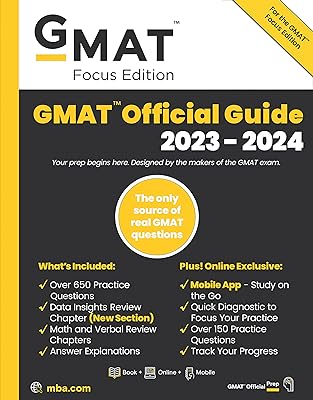 GMAT™
Focus Edition
For the GMAT™
Focus Edition
GMAT™ Official Guide
2023 – 2024
Your prep begins here. Designed by the makers of the GMAT exam.
The only
source of
real GMAT
questions
What's Included:
Over 650 Practice
Questions
Data Insights Review
Chapter (New Section)
Math and Verbal Review
Chapters
Answer Explanations
Plus! Online Exclusive:
Mobile App - Study on
the Go
Quick Diagnostic to
Focus Your Practice
Over 150 Practice
Questions
Track Your Progress
Book + Online + Mobile
mba.com
GMAT™ Official Prep